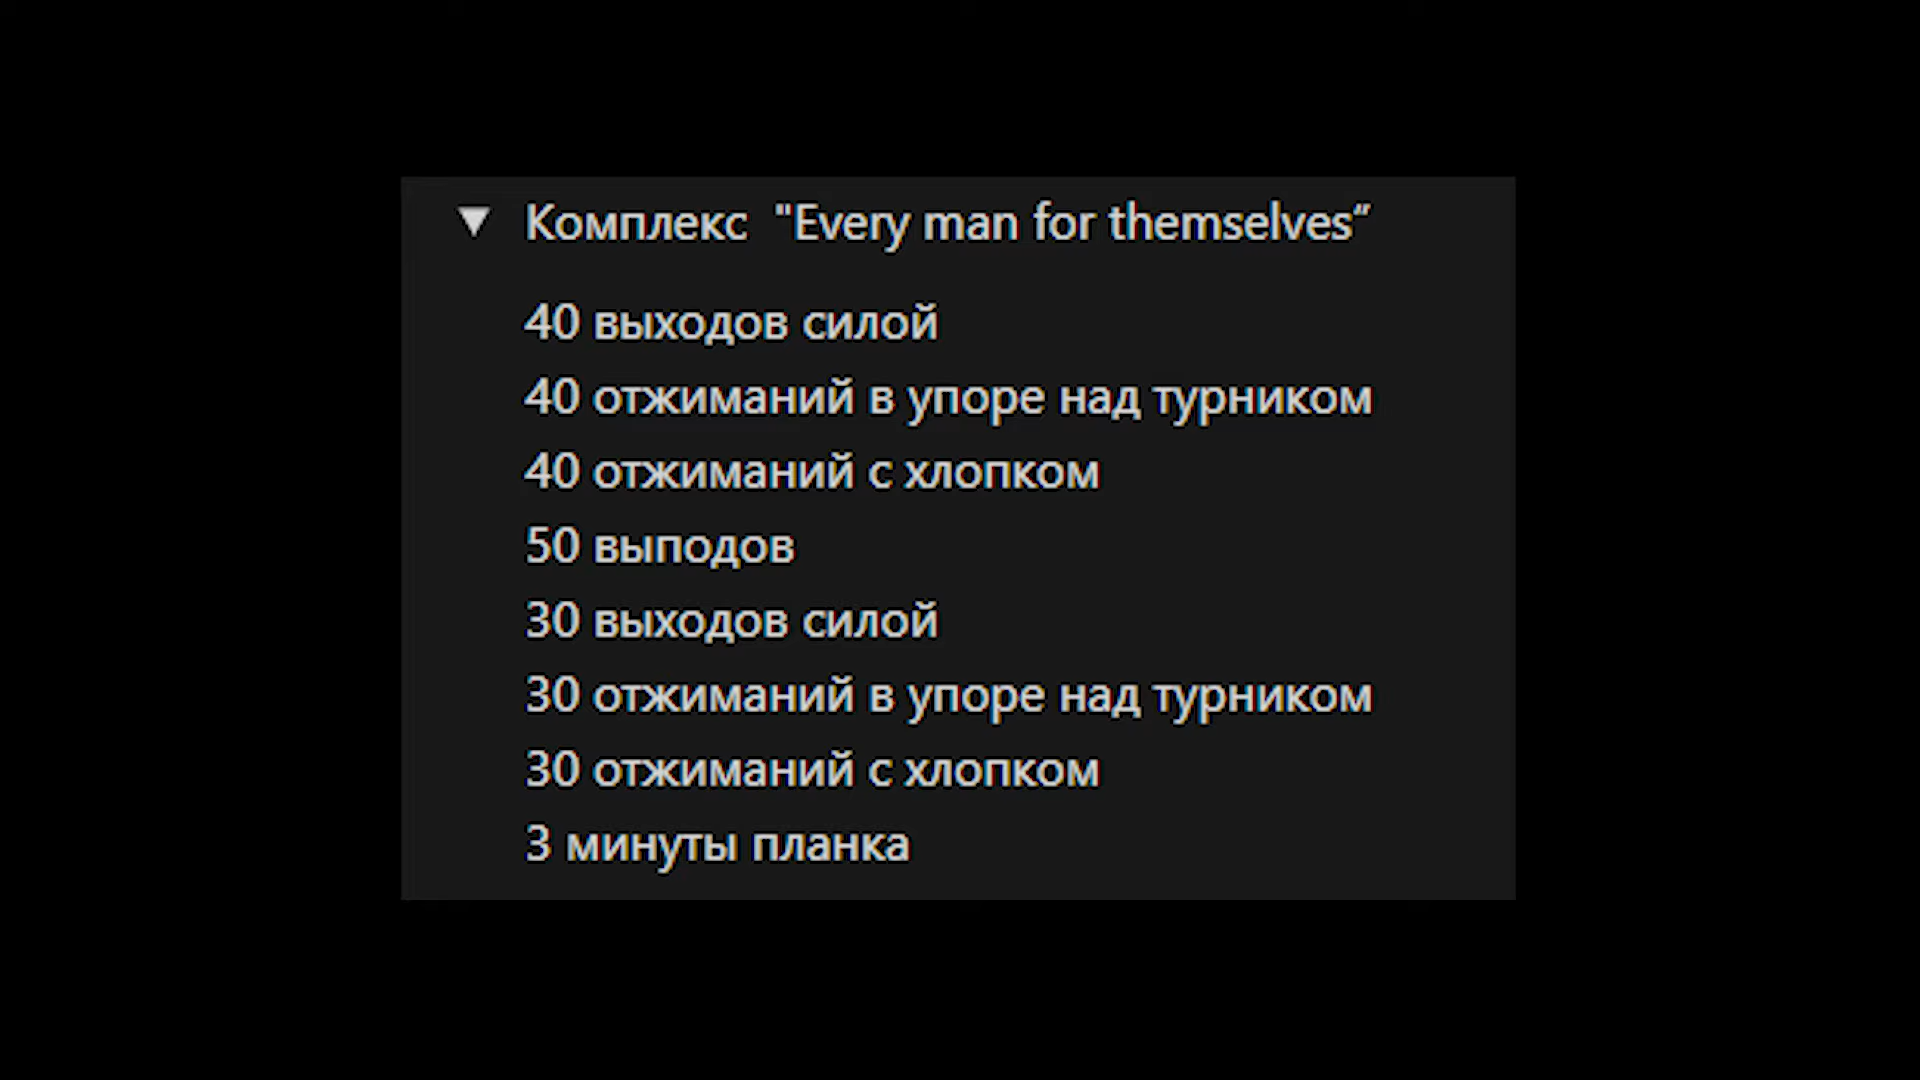 ▼ Комплекс "Every man for themselves“
40 выходов силой
40 отжиманий в упоре над турником
40 отжиманий с хлопком
50 выподов
30 выходов силой
30 отжиманий в упоре над турником
30 отжиманий с хлопком
3 минуты планка